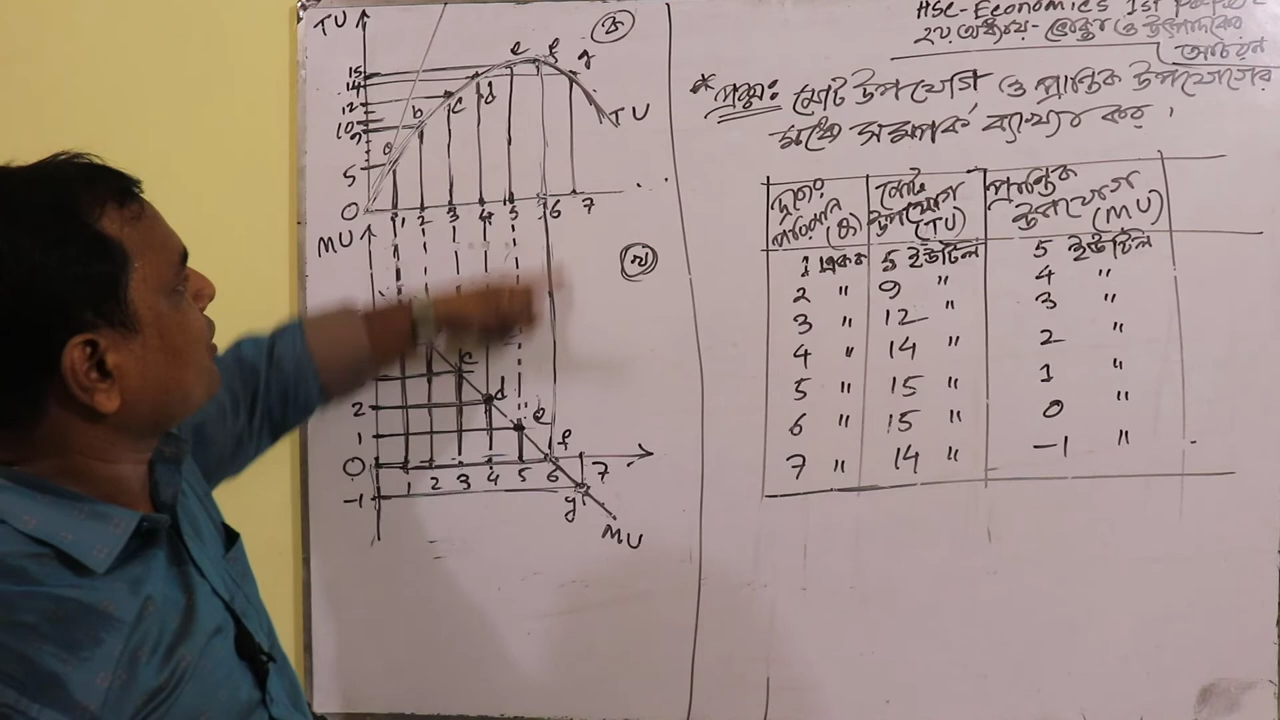 HSC-Economics 1st Paper
২য় অধ্যায়- ভোক্তা ও উৎপাদকের
আচরণ
* প্রশ্ন: মোট উপযোগ ও প্রান্তিক উপযোগের
মধ্যে সম্পর্ক ব্যাখ্যা কর।
দ্রব্যের পরিমাণ মোট উপযোগ (TU) প্রান্তিক উপযোগ (MU)
1 একক 5 ইউটিল 5 ইউটিল
2 " 9 " 4 "
3 " 12 " 3 "
4 " 14 " 2 "
5 " 15 " 1 "
6 " 15 " 0 "
7 " 14 " -1 "
TU
ক
e f g
15
14
12
10
9
b c d
a
5
TU
0 1 2 3 4 5 6 7
MU
খ
c
d
2
e
1
f
0 1 2 3 4 5 6 7
-1
g
MU